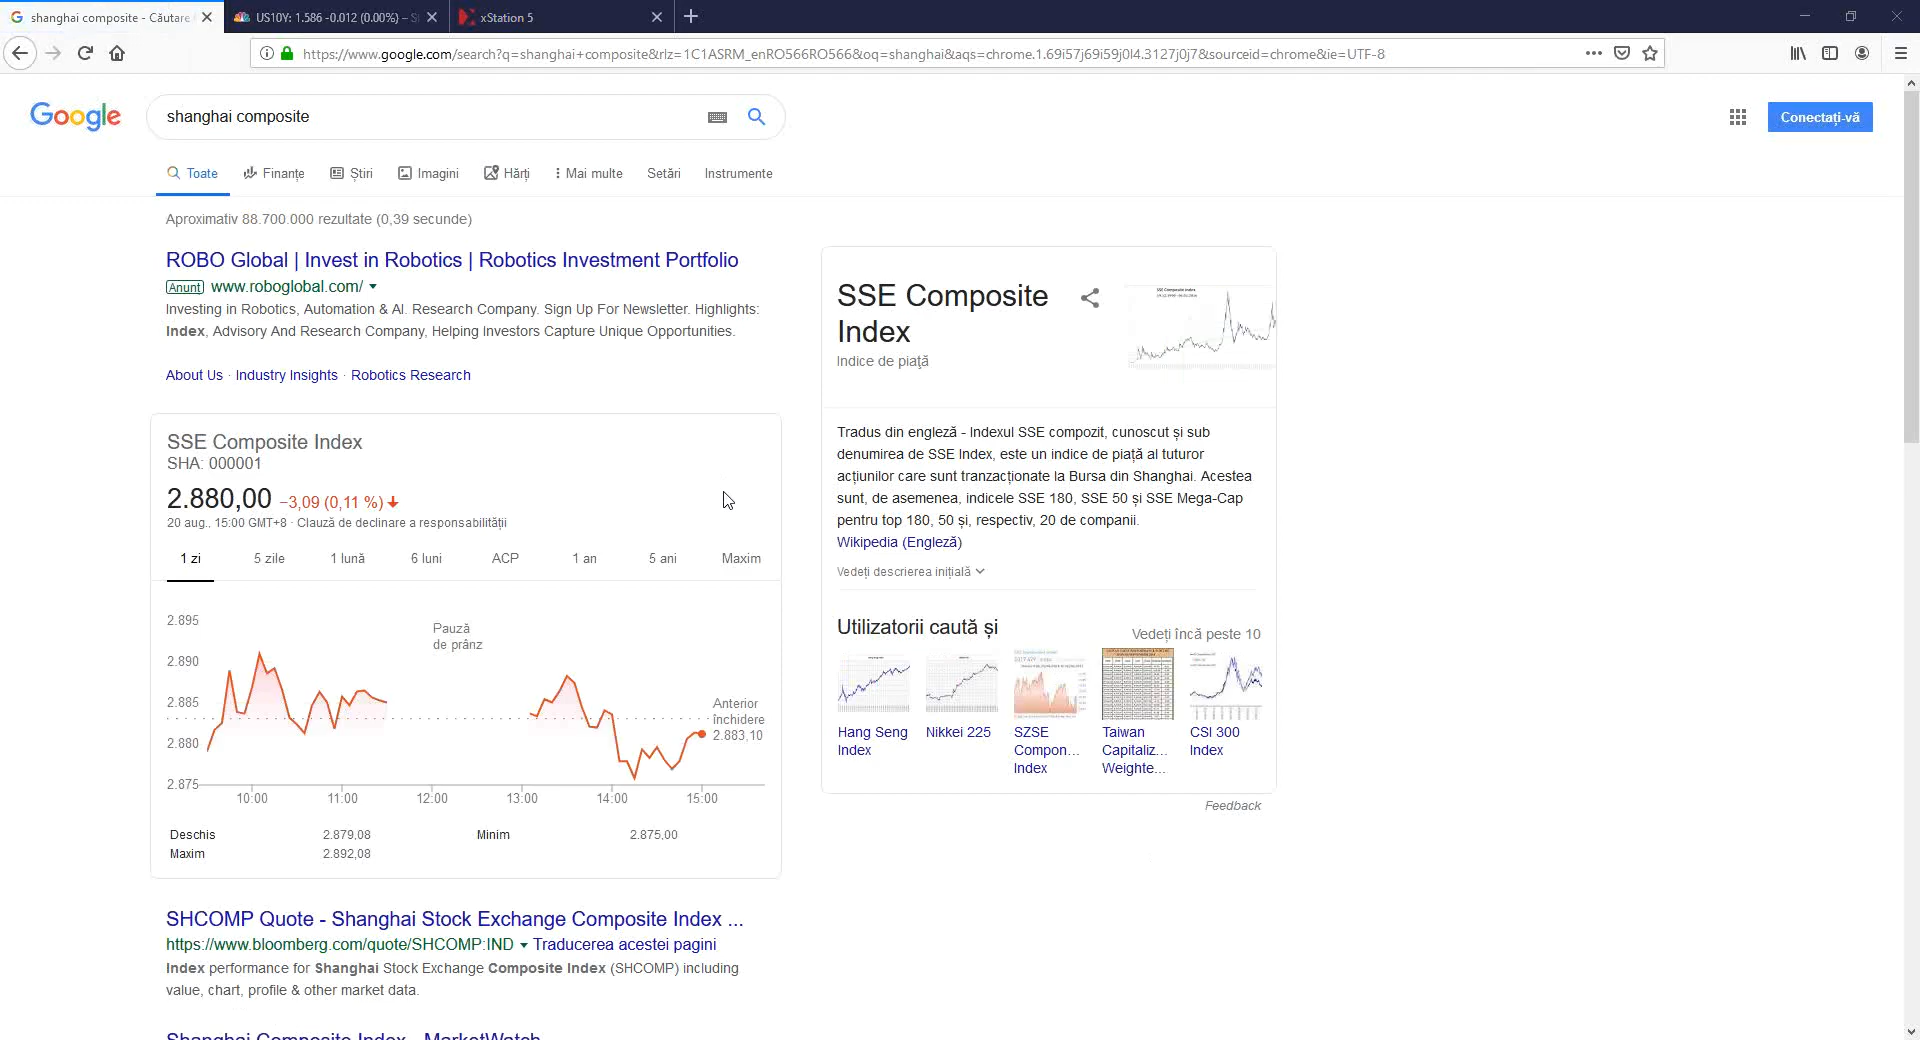 shanghai composite - Căutare
US10Y: 1.586 -0.012 (0.00%) – S
xStation 5
https://www.google.com/search?q=shanghai+composite&rlz=1C1ASRM_enRO566RO566&oq=shanghai&aqs=chrome.1.69i57j69i59j0l4.3127j0j7&sourceid=chrome&ie=UTF-8
Google
shanghai composite
Conectați-vă
Toate Finanțe Știri Imagini Hărți Mai multe Setări Instrumente
Aproximativ 88.700.000 rezultate (0,39 secunde)
ROBO Global | Invest in Robotics | Robotics Investment Portfolio
Anunț www.roboglobal.com/
Investing in Robotics, Automation & AI. Research Company. Sign Up For Newsletter. Highlights:
Index, Advisory And Research Company, Helping Investors Capture Unique Opportunities.
About Us · Industry Insights · Robotics Research
SSE Composite Index
SHA: 000001
2.880,00 −3,09 (0,11 %)
20 aug., 15:00 GMT+8 · Clauză de declinare a responsabilității
1 zi 5 zile 1 lună 6 luni ACP 1 an 5 ani Maxim
2.895
2.890
2.885
2.880
2.875
Pauză
de prânz
Anterior
închidere
2.883,10
10:00 11:00 12:00 13:00 14:00 15:00
Deschis 2.879,08 Minim 2.875,00
Maxim 2.892,08
SHCOMP Quote - Shanghai Stock Exchange Composite Index ...
https://www.bloomberg.com/quote/SHCOMP:IND Traducerea acestei pagini
Index performance for Shanghai Stock Exchange Composite Index (SHCOMP) including
value, chart, profile & other market data.
Shanghai Composite Index - MarketWatch
SSE Composite
Index
Indice de piață
SSE Composite Index
Tradus din engleză - Indexul SSE compozit, cunoscut și sub
denumirea de SSE Index, este un indice de piață al tuturor
acțiunilor care sunt tranzacționate la Bursa din Shanghai. Acestea
sunt, de asemenea, indicele SSE 180, SSE 50 și SSE Mega-Cap
pentru top 180, 50 și, respectiv, 20 de companii.
Wikipedia (Engleză)
Vedeți descrierea inițială
Utilizatorii caută și
Vedeți încă peste 10
Hang Seng
Index
Nikkei 225
SZSE
Compon...
Index
Taiwan
Capitaliz...
Weighte...
CSI 300
Index
Feedback